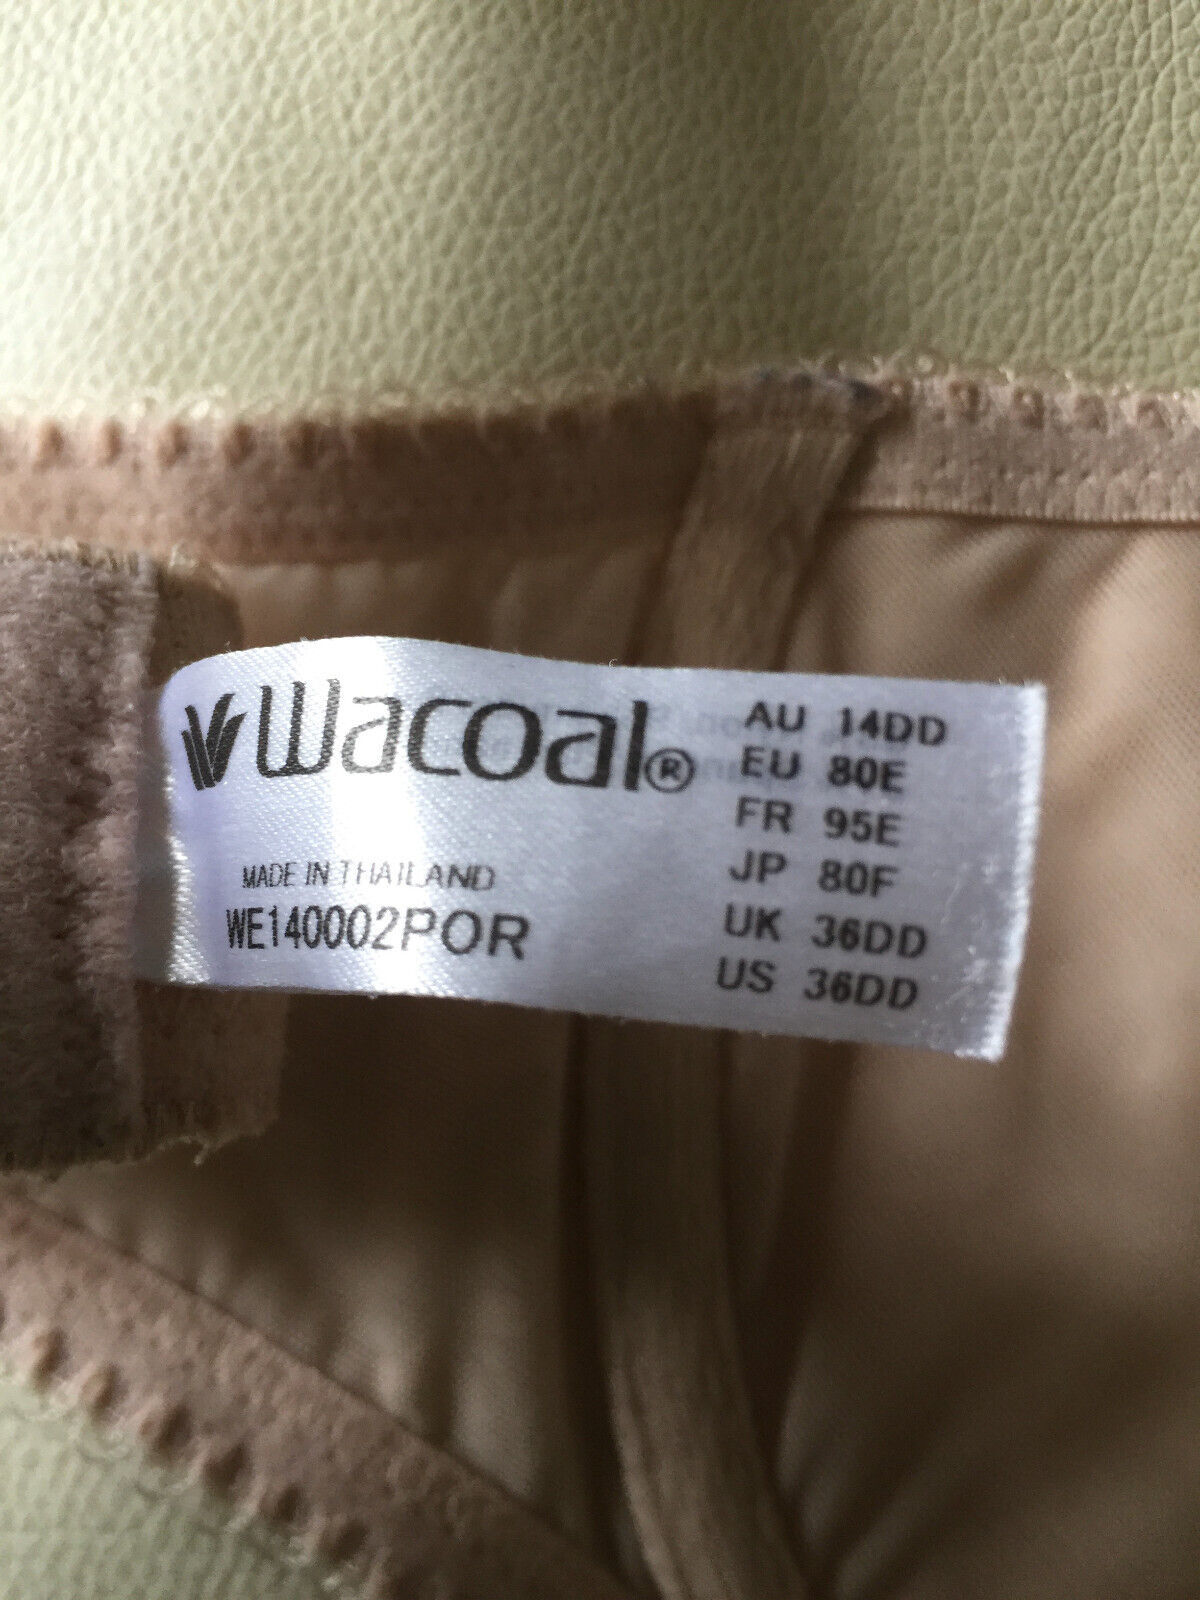 Wacoal®
MADE IN THAILAND
WE140002POR
AU 14DD
EU 80E
FR 95E
JP 80F
UK 36DD
US 36DD